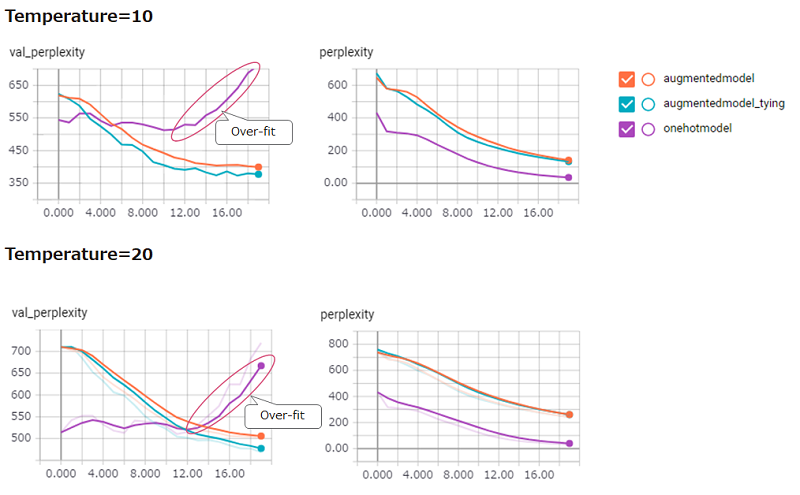 Temperature=10
val_perplexity
650
550
450
350
0.000 4.000 8.000 12.00 16.00
Over-fit
perplexity
600
400
200
0.00
0.000 4.000 8.000 12.00 16.00
augmentedmodel
augmentedmodel_tying
onehotmodel
Temperature=20
val_perplexity
700
650
600
550
500
0.000 4.000 8.000 12.00 16.00
Over-fit
perplexity
800
600
400
200
0.00
0.000 4.000 8.000 12.00 16.00